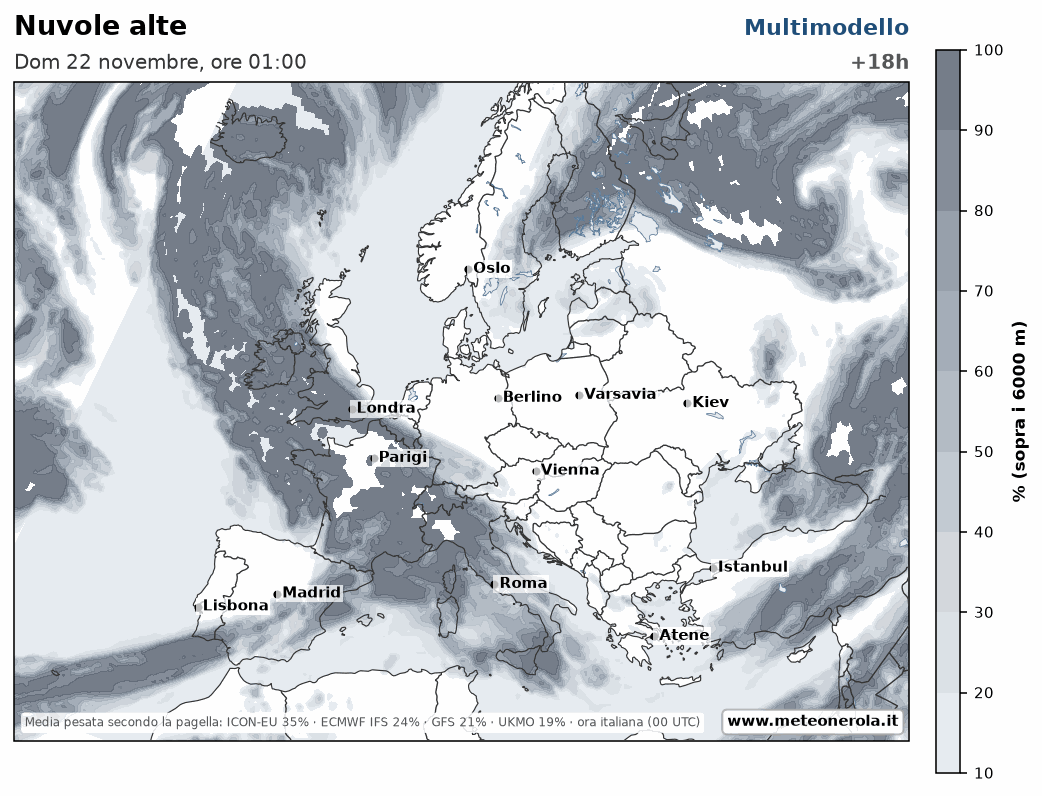 Nuvole alte
Multimodello
Dom 22 novembre, ore 01:00
+18h
Oslo
Berlino
Varsavia
Kiev
Londra
Parigi
Vienna
Istanbul
Roma
Madrid
Lisbona
Atene
Media pesata secondo la pagella: ICON-EU 35% · ECMWF IFS 24% · GFS 21% · UKMO 19% · ora italiana (00 UTC)
www.meteonerola.it
100
90
80
70
60
50
40
30
20
10
% (sopra i 6000 m)